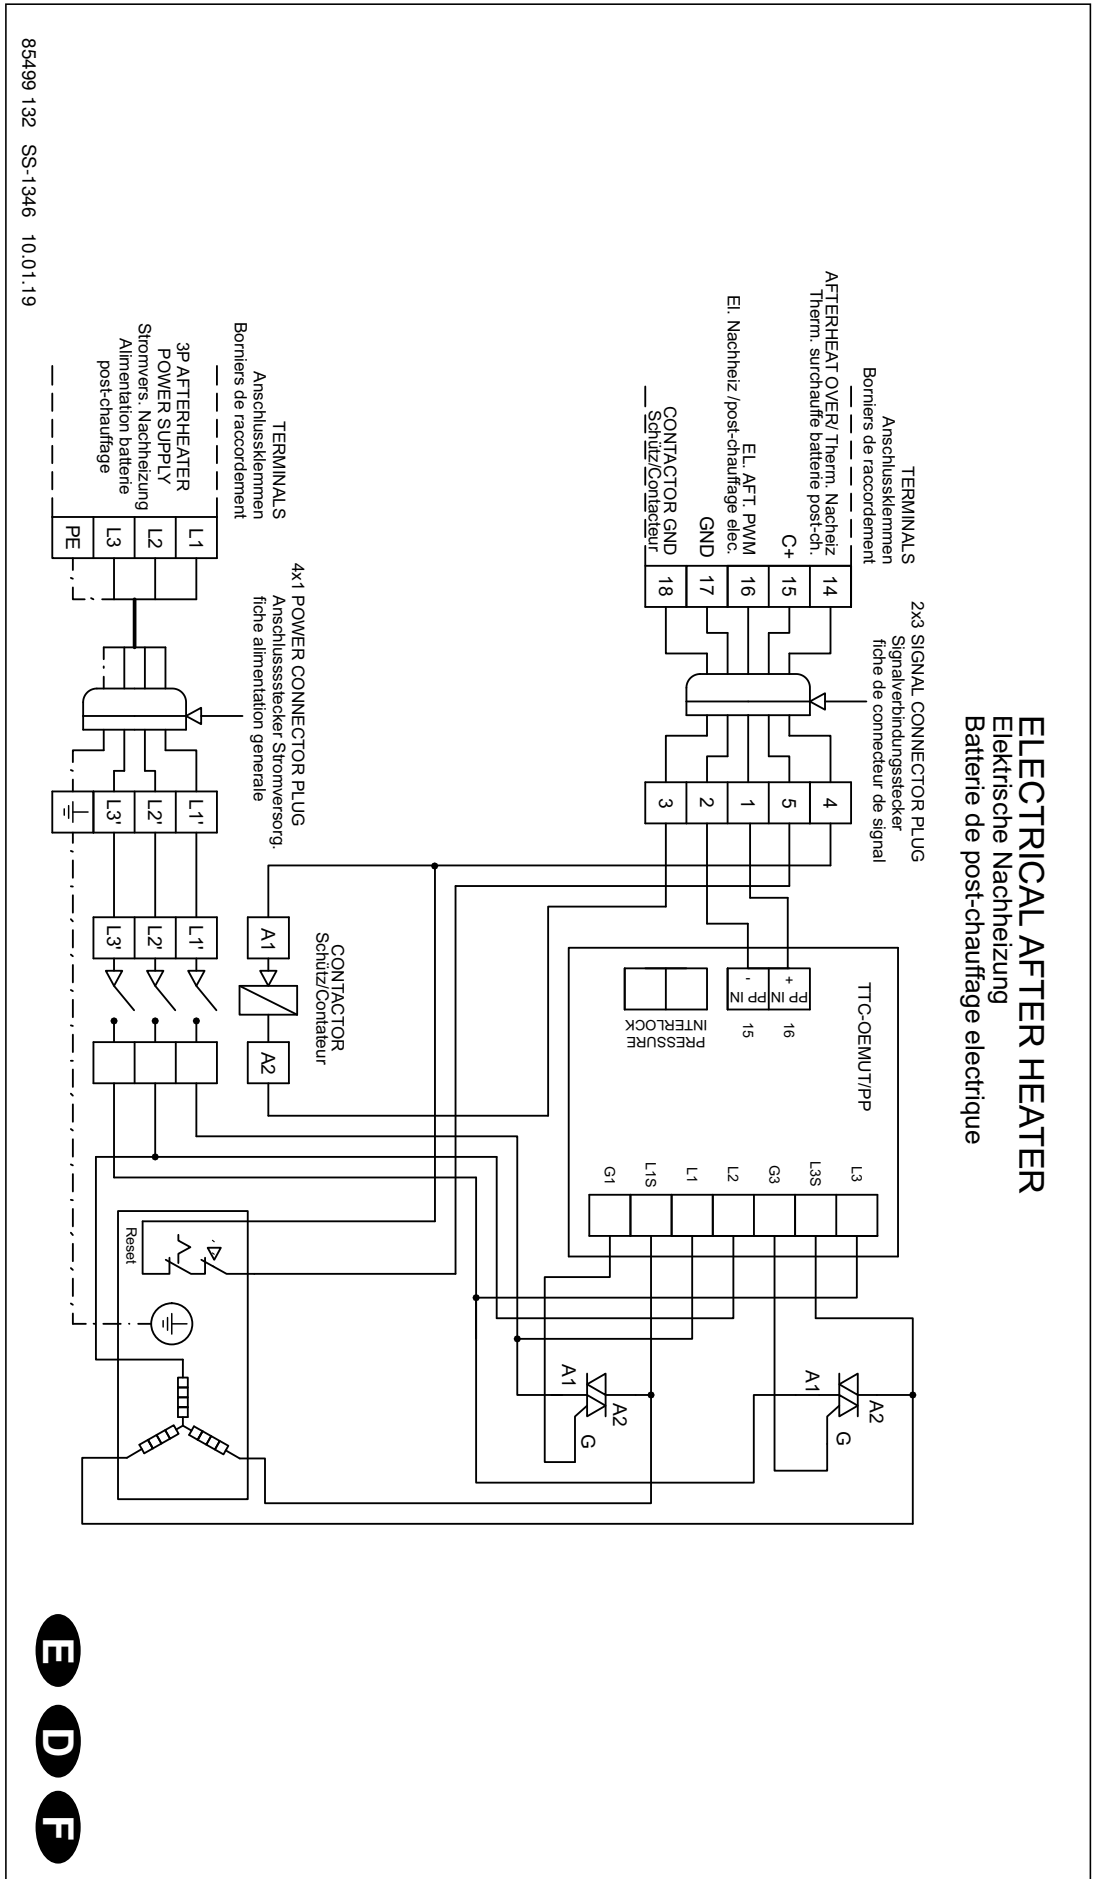 ELECTRICAL AFTER HEATER
Elektrische Nachheizung
Batterie de post-chauffage electrique
TERMINALS
Anschlussklemmen
Borniers de raccordement
2x3 SIGNAL CONNECTOR PLUG
Signalverbindungsstecker
fiche de connecteur de signal
AFTERHEAT OVER/ Therm. Nacheiz
Therm. surchauffe batterie post-ch.
C+
EL. AFT. PWM
El. Nachheiz /post-chauffage elec.
GND
CONTACTOR GND
Schütz/Contacteur
14
15
16
17
18
4
5
1
2
3
TTC-OEMUT/PP
+
PP IN
-
PP IN
16
15
PRESSURE
INTERLOCK
L3
L3S
G3
L2
L1
L1S
G1
A1
A2
G
A1
A2
G
TERMINALS
Anschlussklemmen
Borniers de raccordement
4x1 POWER CONNECTOR PLUG
Anschlusssstecker Stromversorg.
fiche alimentation generale
3P AFTERHEATER
POWER SUPPLY
Stromvers. Nachheizung
Alimentation batterie
post-chauffage
L1
L2
L3
PE
L1'
L2'
L3'
CONTACTOR
Schütz/Contateur
A1
A2
L1'
L2'
L3'
Reset
85499 132 SS-1346 10.01.19
E D F